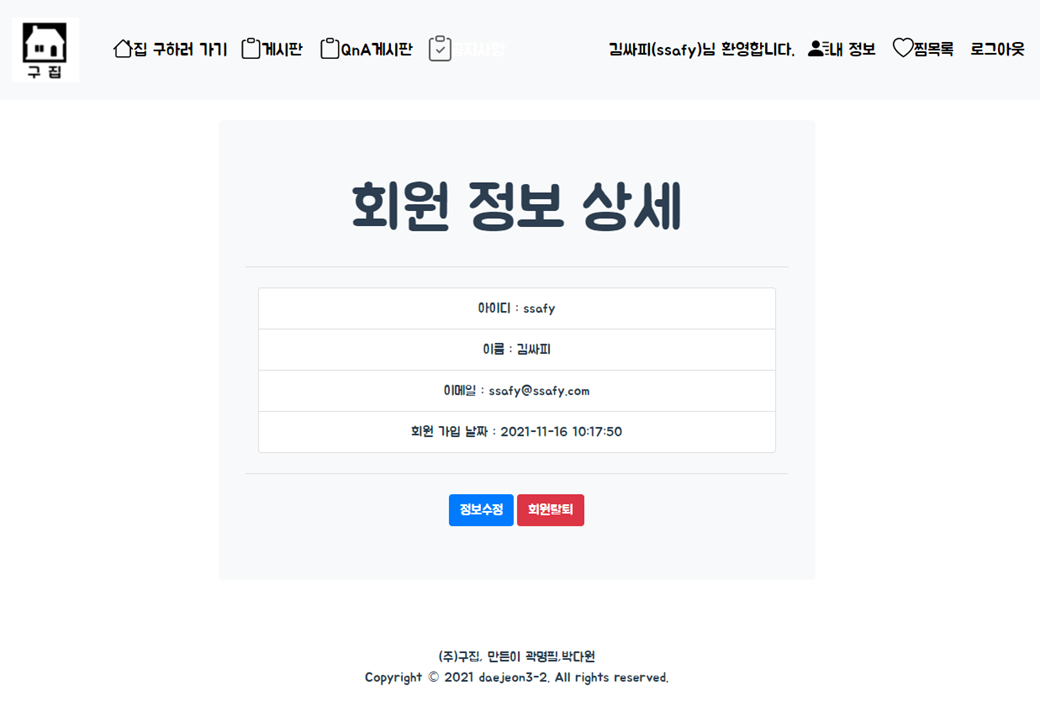 구 집
집 구하러 가기 게시판 QnA게시판 공지사항 김싸피(ssafy)님 환영합니다. 내 정보 찜목록 로그아웃
회원 정보 상세
아이디 : ssafy
이름 : 김싸피
이메일 : ssafy@ssafy.com
회원 가입 날짜 : 2021-11-16 10:17:50
정보수정 회원탈퇴
(주)구집, 만든이 곽명필,박다원
Copyright © 2021 daejeon3-2. All rights reserved.